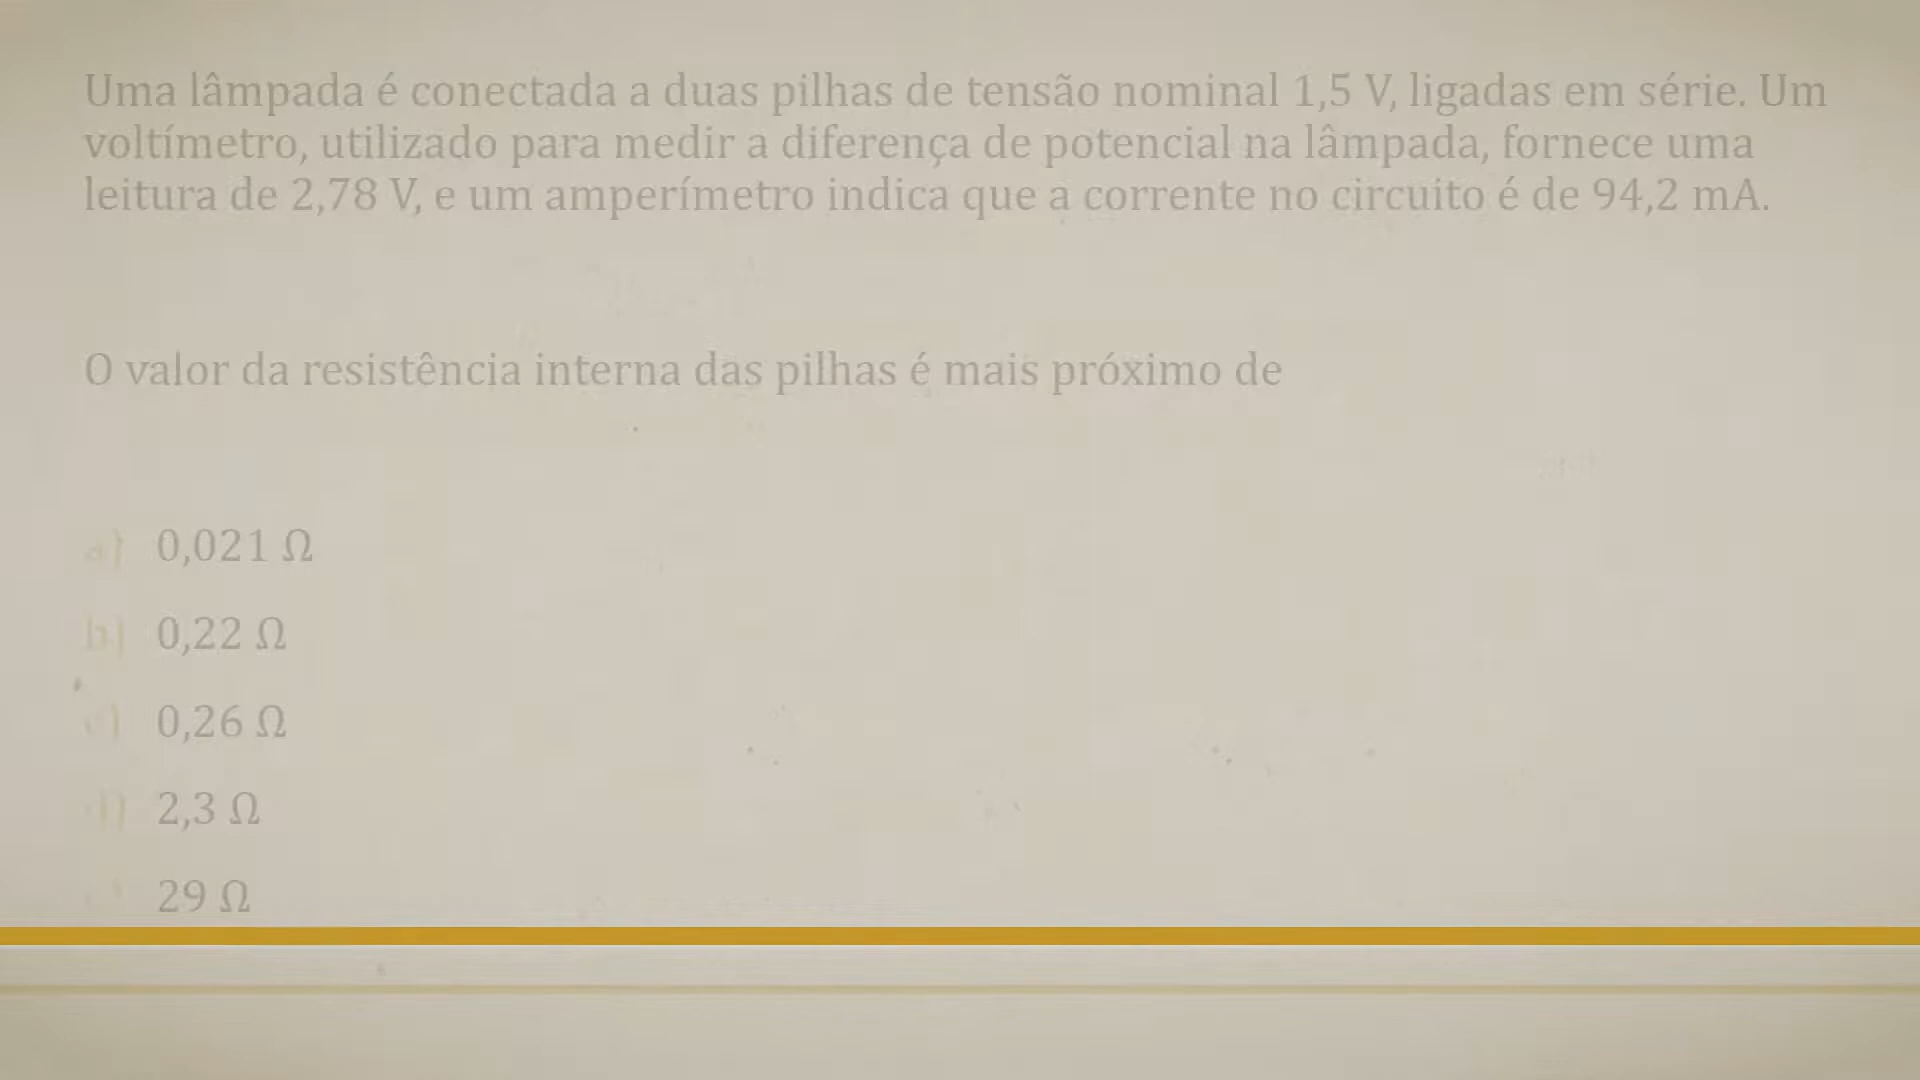 Uma lâmpada é conectada a duas pilhas de tensão nominal 1,5 V, ligadas em série. Um
voltímetro, utilizado para medir a diferença de potencial na lâmpada, fornece uma
leitura de 2,78 V, e um amperímetro indica que a corrente no circuito é de 94,2 mA.
O valor da resistência interna das pilhas é mais próximo de
a) 0,021 Ω
b) 0,22 Ω
c) 0,26 Ω
d) 2,3 Ω
29 Ω